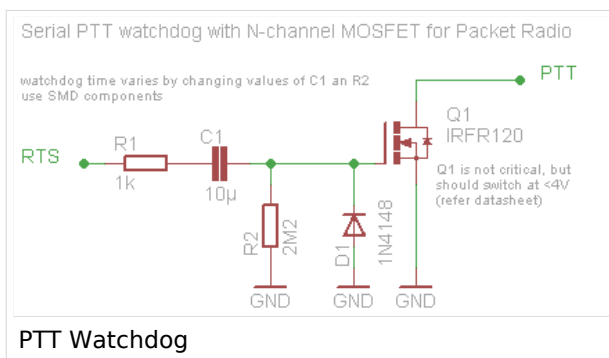 Serial PTT watchdog with N-channel MOSFET for Packet Radio
watchdog time varies by changing values of C1 an R2
use SMD components
PTT
Q1
IRFR120
RTS
R1
1k
C1
10µ
Q1 is not critical, but
should switch at <4V
(refer datasheet)
R2
2M2
D1
1N4148
GND
GND
GND
PTT Watchdog